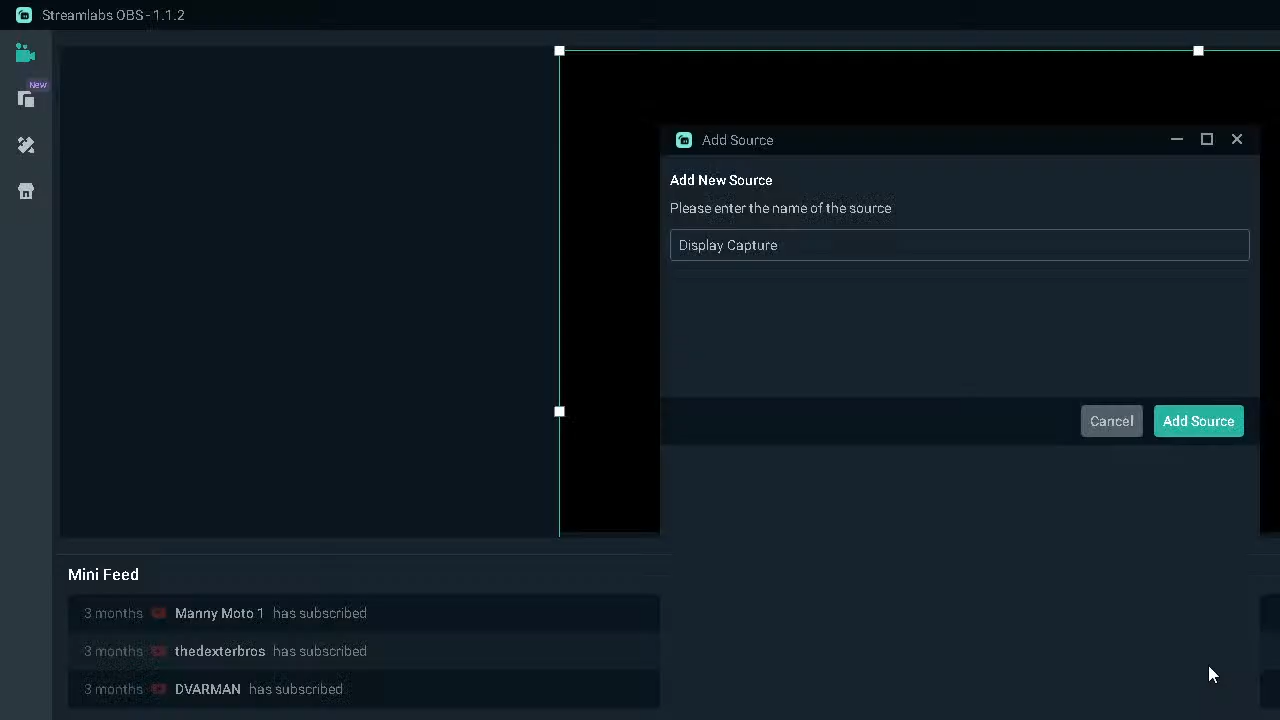 Streamlabs OBS - 1.1.2
New
Add Source
Add New Source
Please enter the name of the source
Display Capture
Cancel
Add Source
Mini Feed
3 months Manny Moto 1 has subscribed
3 months thedexterbros has subscribed
3 months DVARMAN has subscribed